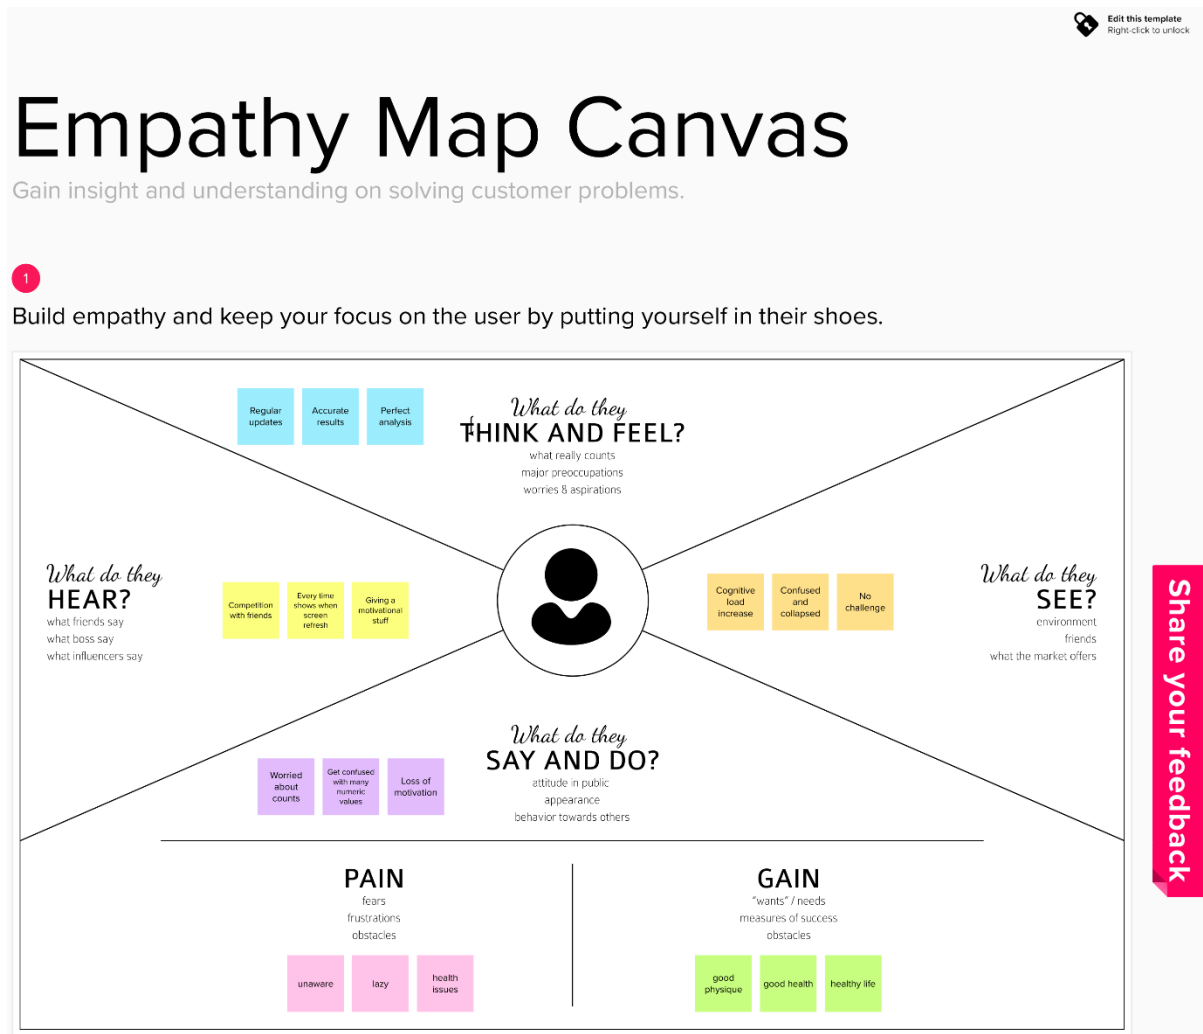 Edit this template
Right-click to unlock
Empathy Map Canvas
Gain insight and understanding on solving customer problems.
1
Build empathy and keep your focus on the user by putting yourself in their shoes.
Regular
updates
Accurate
results
Perfect
analysis
What do they
THINK AND FEEL?
what really counts
major preoccupations
worries & aspirations
What do they
HEAR?
what friends say
what boss say
what influencers say
Competition
with friends
Every time
shows when
screen
refresh
Giving a
motivational
stuff
Cognitive
load
increase
Confused
and
collapsed
No
challenge
What do they
SEE?
environment
friends
what the market offers
Share your feedback
What do they
SAY AND DO?
attitude in public
appearance
behavior towards others
Worried
about
counts
Get confused
with many
numeric
values
Loss of
motivation
PAIN
fears
frustrations
obstacles
unaware
lazy
health
issues
GAIN
"wants" / needs
measures of success
obstacles
good
physique
good health
healthy life